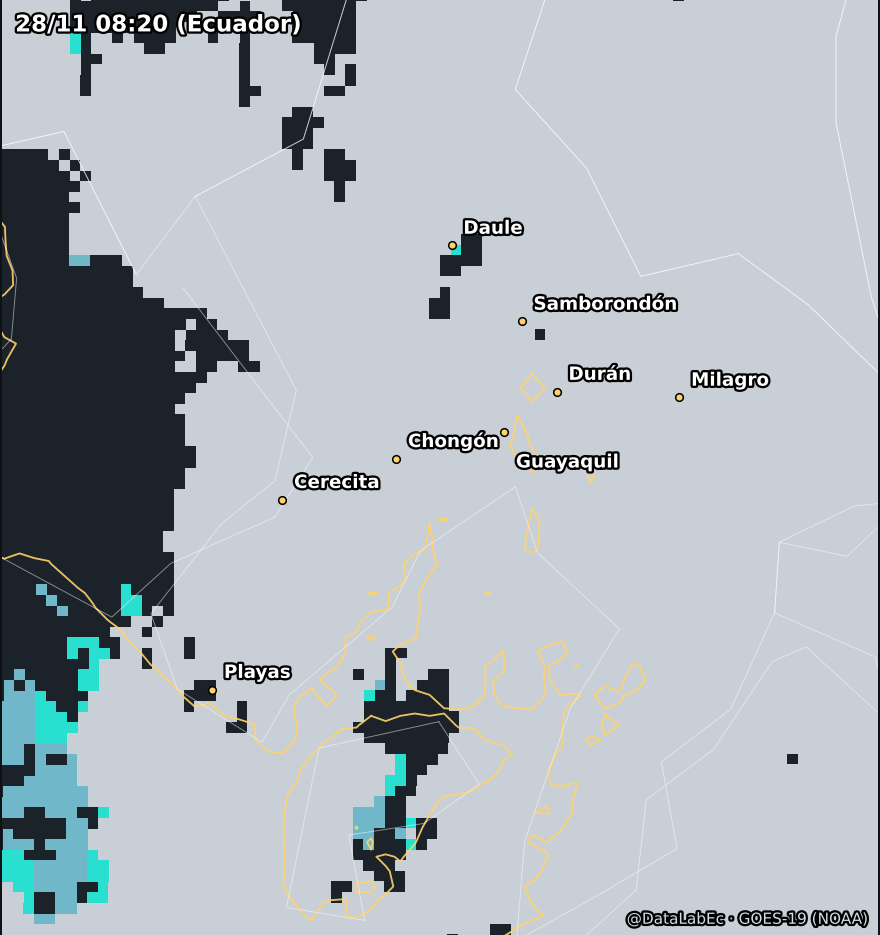 28/11 08:20 (Ecuador)
Daule
Samborondón
Durán
Milagro
Chongón
Guayaquil
Cerecita
Playas
@DataLabEc · GOES-19 (NOAA)